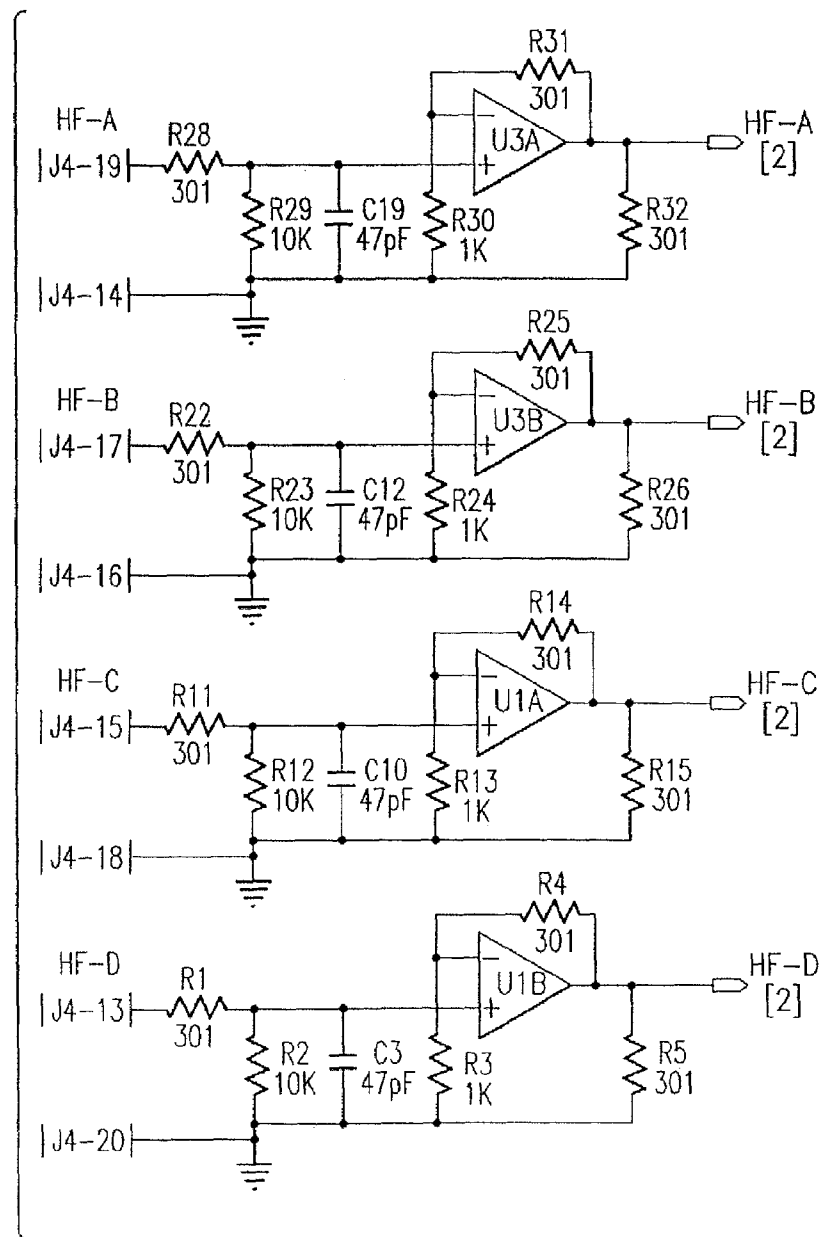 R31
301
HF-A
R28
J4-19
301
−
U3A
+
HF-A
[2]
R29
10K
C19
47pF
R30
1K
R32
301
J4-14
R25
301
HF-B
R22
J4-17
301
−
U3B
+
HF-B
[2]
R23
10K
C12
47pF
R24
1K
R26
301
J4-16
R14
301
HF-C
R11
J4-15
301
−
U1A
+
HF-C
[2]
R12
10K
C10
47pF
R13
1K
R15
301
J4-18
R4
301
HF-D
R1
J4-13
301
−
U1B
+
HF-D
[2]
R2
10K
C3
47pF
R3
1K
R5
301
J4-20